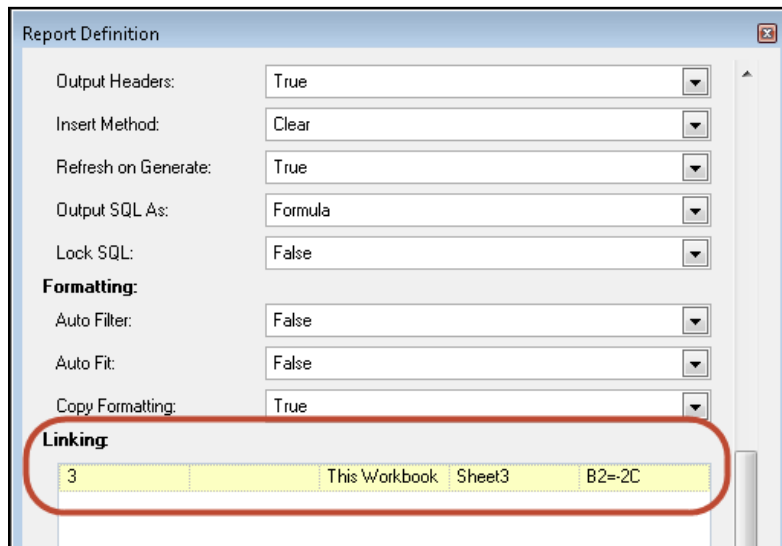 Report Definition
Output Headers: True
Insert Method: Clear
Refresh on Generate: True
Output SQL As: Formula
Lock SQL: False
Formatting:
Auto Filter: False
Auto Fit: False
Copy Formatting: True
Linking:
3 This Workbook Sheet3 B2=-2C